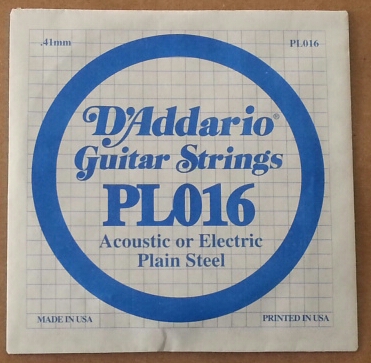 .41mm PL016
D'Addario®
Guitar Strings
PL016
Acoustic or Electric
Plain Steel
MADE IN USA PRINTED IN USA